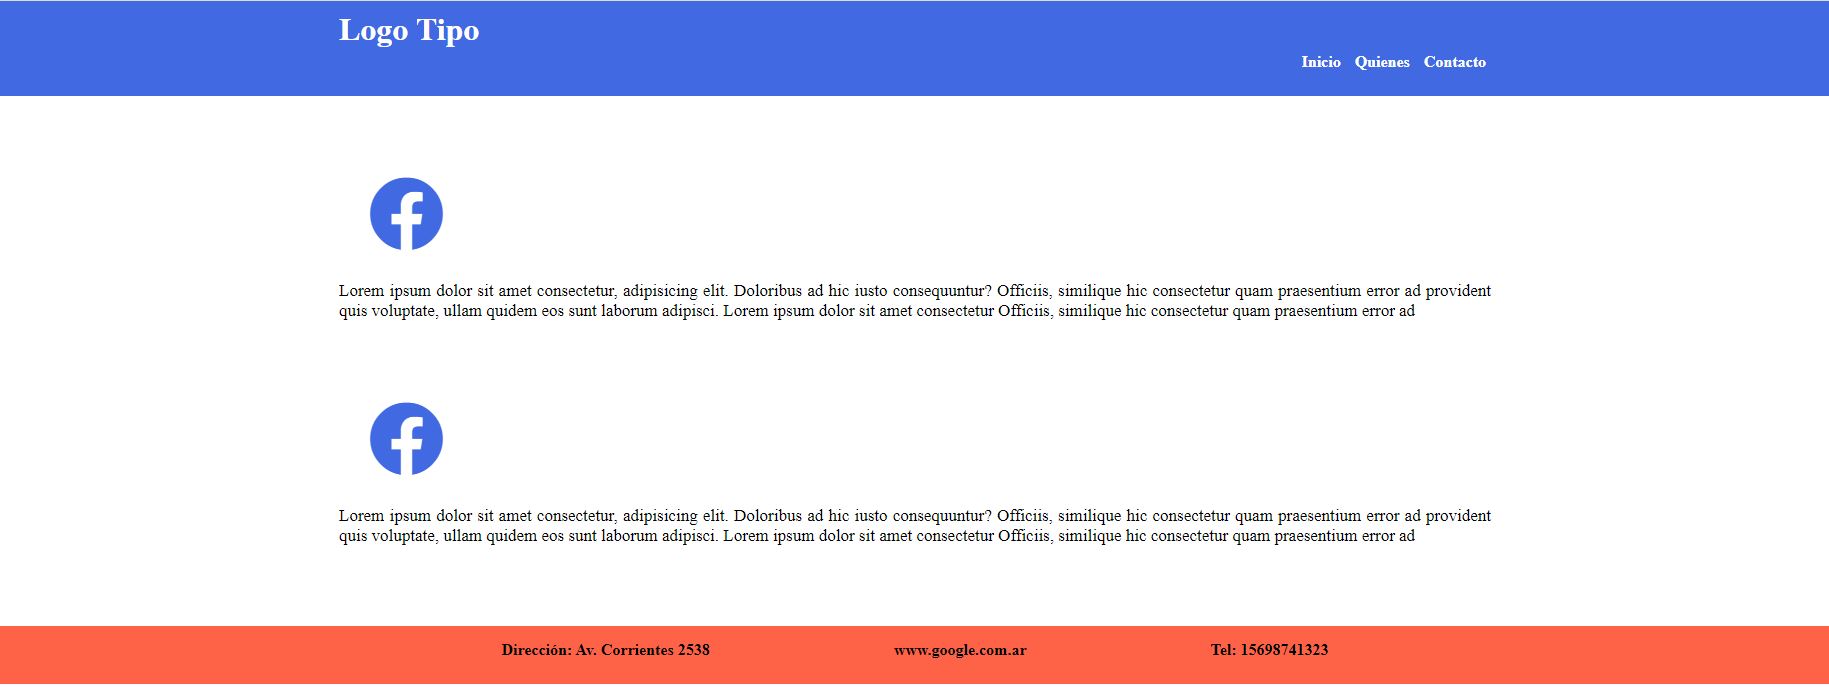 Logo Tipo
Inicio Quienes Contacto
Lorem ipsum dolor sit amet consectetur, adipisicing elit. Doloribus ad hic iusto consequuntur? Officiis, similique hic consectetur quam praesentium error ad provident
quis voluptate, ullam quidem eos sunt laborum adipisci. Lorem ipsum dolor sit amet consectetur Officiis, similique hic consectetur quam praesentium error ad
Lorem ipsum dolor sit amet consectetur, adipisicing elit. Doloribus ad hic iusto consequuntur? Officiis, similique hic consectetur quam praesentium error ad provident
quis voluptate, ullam quidem eos sunt laborum adipisci. Lorem ipsum dolor sit amet consectetur Officiis, similique hic consectetur quam praesentium error ad
Dirección: Av. Corrientes 2538 www.google.com.ar Tel: 15698741323